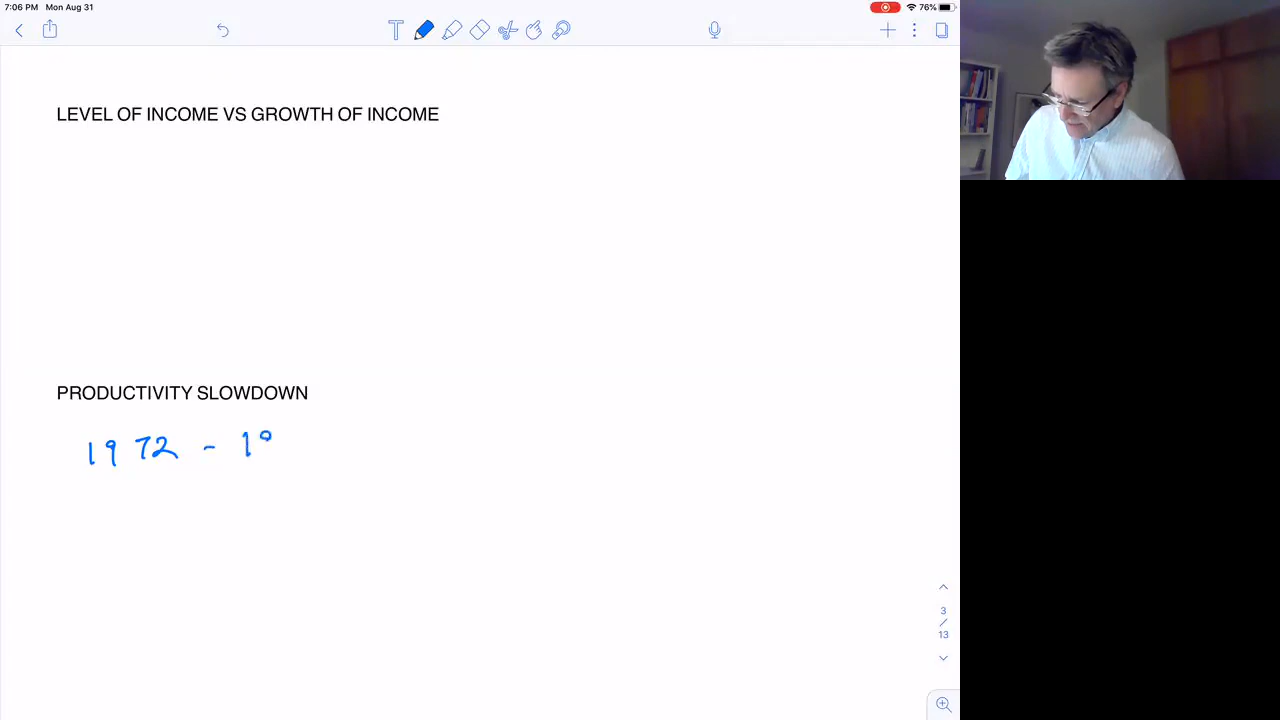 7:06 PM Mon Aug 31 76%
T
LEVEL OF INCOME VS GROWTH OF INCOME
PRODUCTIVITY SLOWDOWN
1972 - 19
3
/
13